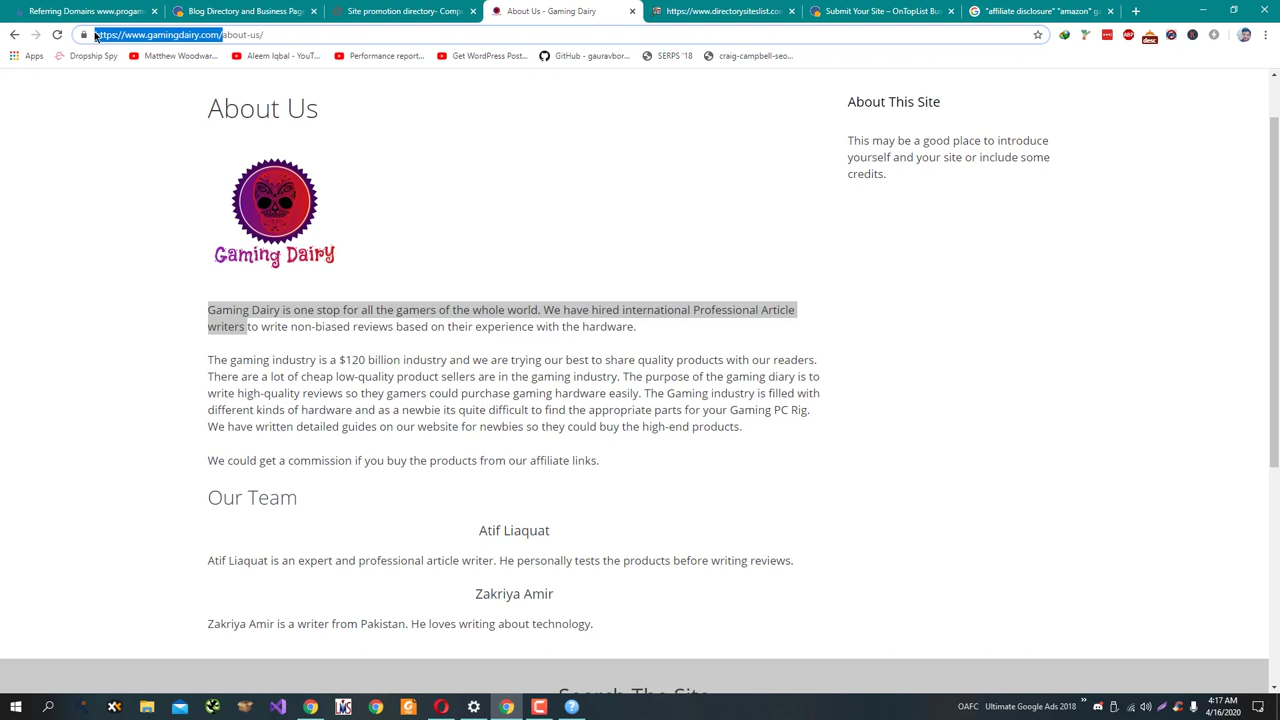 Referring Domains www.progam
Blog Directory and Business Page
Site promotion directory- Compu
About Us - Gaming Dairy
https://www.directorysiteslist.com
Submit Your Site – OnTopList Bus
"affiliate disclosure" "amazon" ga
https://www.gamingdairy.com/about-us/
Apps
Dropship Spy
Matthew Woodwar...
Aleem Iqbal - YouT...
Performance report...
Get WordPress Post...
GitHub - gauravbor...
SERPS '18
craig-campbell-seo...
About Us
About This Site
This may be a good place to introduce
yourself and your site or include some
credits.
Gaming Dairy
Gaming Dairy is one stop for all the gamers of the whole world. We have hired international Professional Article
writers to write non-biased reviews based on their experience with the hardware.
The gaming industry is a $120 billion industry and we are trying our best to share quality products with our readers.
There are a lot of cheap low-quality product sellers are in the gaming industry. The purpose of the gaming diary is to
write high-quality reviews so they gamers could purchase gaming hardware easily. The Gaming industry is filled with
different kinds of hardware and as a newbie its quite difficult to find the appropriate parts for your Gaming PC Rig.
We have written detailed guides on our website for newbies so they could buy the high-end products.
We could get a commission if you buy the products from our affiliate links.
Our Team
Atif Liaquat
Atif Liaquat is an expert and professional article writer. He personally tests the products before writing reviews.
Zakriya Amir
Zakriya Amir is a writer from Pakistan. He loves writing about technology.
Search The Site
OAFC
Ultimate Google Ads 2018
4:17 AM
4/16/2020